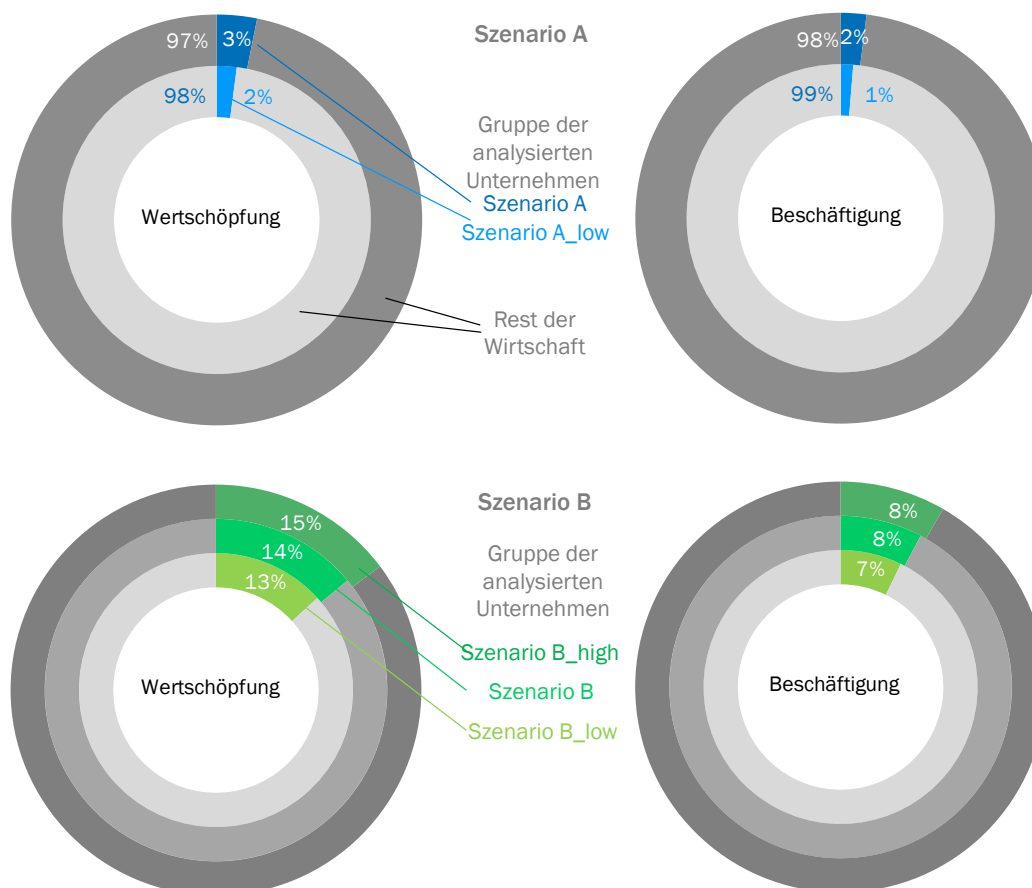 97%
3%
98%
2%
Wertschöpfung
Szenario A
Gruppe der
analysierten
Unternehmen
Szenario A
Szenario A_low
Rest der
Wirtschaft
98%
2%
99%
1%
Beschäftigung
15%
14%
13%
Wertschöpfung
Szenario B
Gruppe der
analysierten
Unternehmen
Szenario B_high
Szenario B
Szenario B_low
8%
8%
7%
Beschäftigung